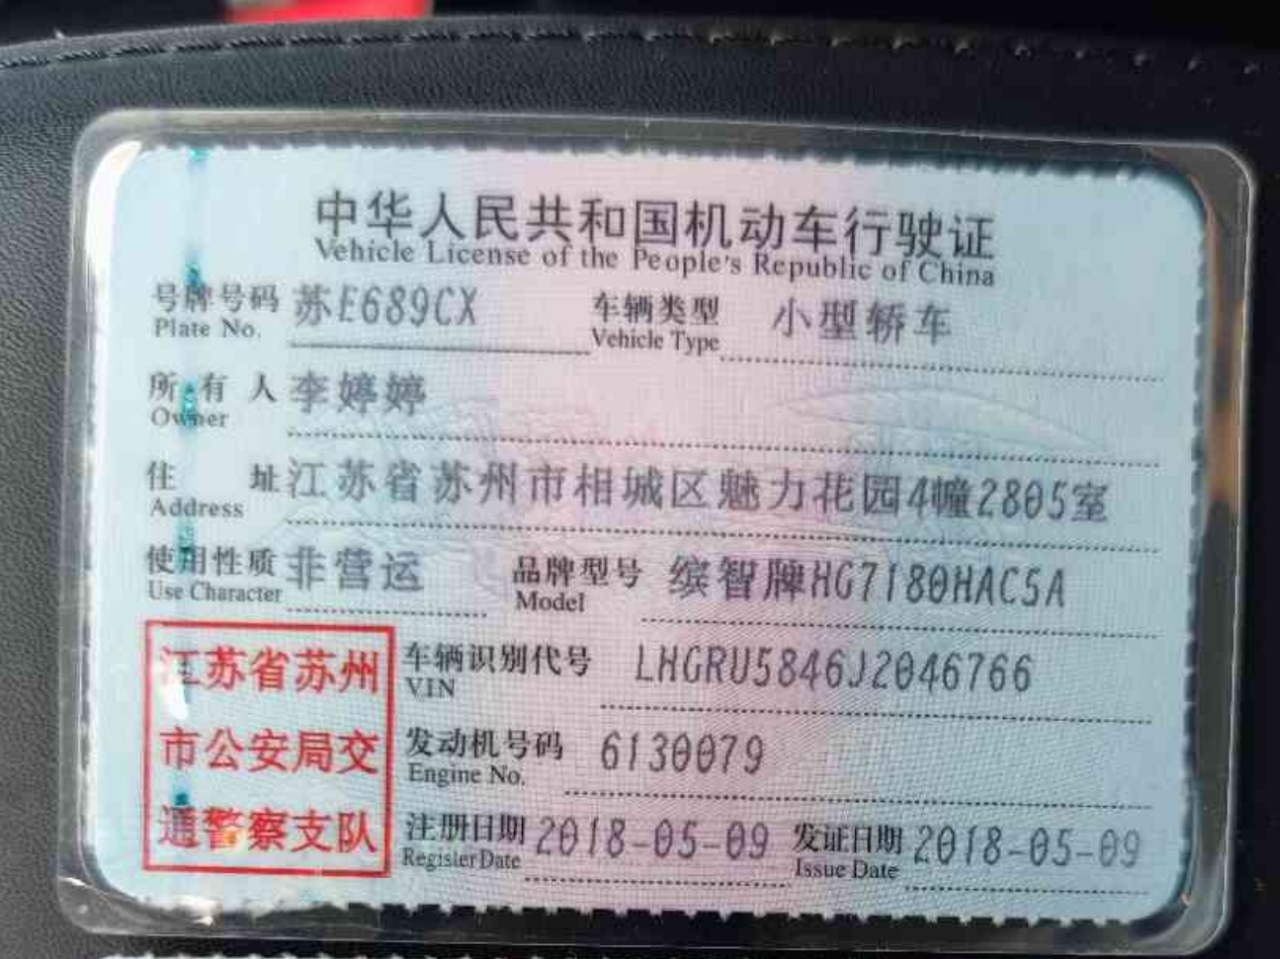 中华人民共和国机动车行驶证
Vehicle License of the People's Republic of China
号牌号码 苏E689CX 车辆类型 小型轿车
Plate No. Vehicle Type
所有人 李婷婷
Owner
住址 江苏省苏州市相城区魅力花园4幢2805室
Address
使用性质 非营运 品牌型号 缤智牌HG7180HAC5A
Use Character Model
江苏省苏州
市公安局交
通警察支队
车辆识别代号 LHGRU5846J2046766
VIN
发动机号码 6130079
Engine No.
注册日期 2018-05-09 发证日期 2018-05-09
Register Date Issue Date